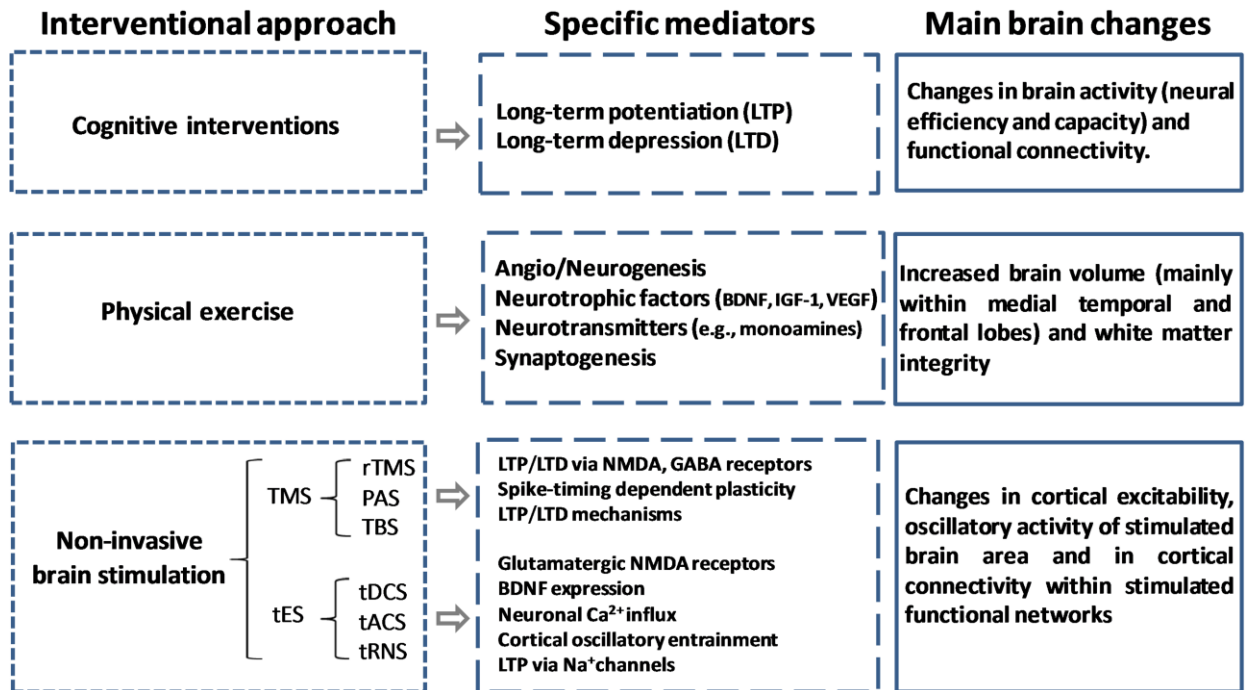 Interventional approach
Specific mediators
Main brain changes
Cognitive interventions
Long-term potentiation (LTP)
Long-term depression (LTD)
Changes in brain activity (neural
efficiency and capacity) and
functional connectivity.
Physical exercise
Angio/Neurogenesis
Neurotrophic factors (BDNF, IGF-1, VEGF)
Neurotransmitters (e.g., monoamines)
Synaptogenesis
Increased brain volume (mainly
within medial temporal and
frontal lobes) and white matter
integrity
Non-invasive
brain stimulation
TMS
rTMS
PAS
TBS
tES
tDCS
tACS
tRNS
LTP/LTD via NMDA, GABA receptors
Spike-timing dependent plasticity
LTP/LTD mechanisms
Glutamatergic NMDA receptors
BDNF expression
Neuronal Ca²⁺ influx
Cortical oscillatory entrainment
LTP via Na⁺channels
Changes in cortical excitability,
oscillatory activity of stimulated
brain area and in cortical
connectivity within stimulated
functional networks